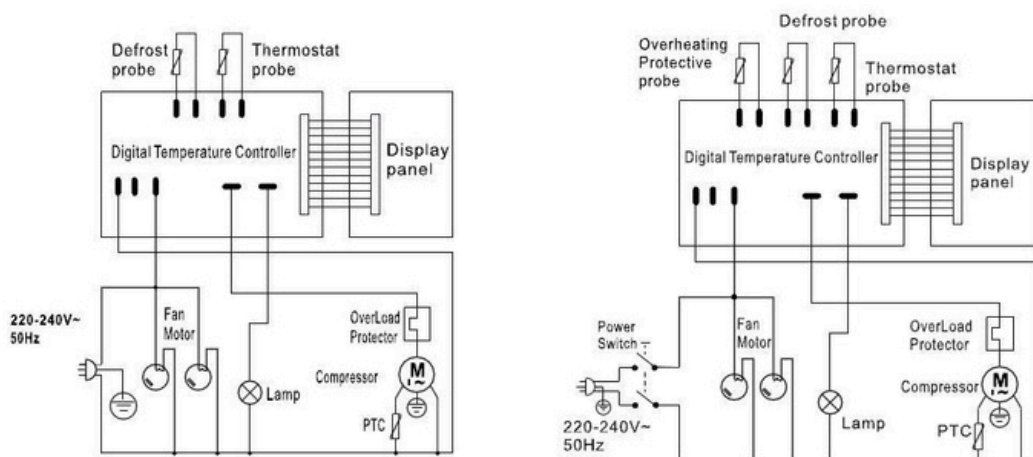 Defrost
probe
Thermostat
probe
Digital Temperature Controller
Display
panel
220-240V~
50Hz
Fan
Motor
OverLoad
Protector
Compressor
M
1~
Lamp
PTC
Defrost probe
Overheating
Protective
probe
Thermostat
probe
Digital Temperature Controller
Display
panel
Power
Switch
Fan
Motor
OverLoad
Protector
Compressor
M
1~
220-240V~
50Hz
Lamp
PTC